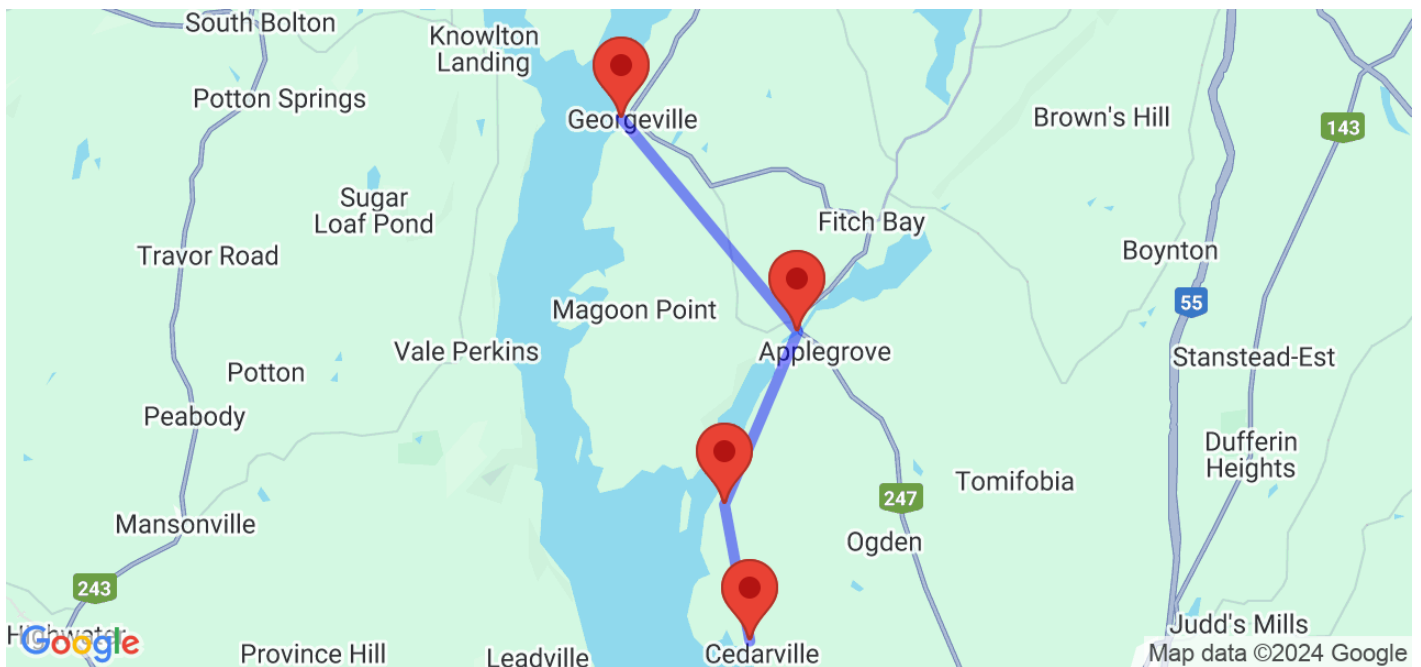 South Bolton
Knowlton
Landing
Potton Springs
Georgeville
Brown's Hill
143
Sugar
Loaf Pond
Fitch Bay
Travor Road
Boynton
55
Magoon Point
Vale Perkins
Applegrove
Stanstead-Est
Potton
Peabody
Dufferin
Heights
Tomifobia
247
Mansonville
Ogden
243
Judd's Mills
Highwater
Google
Province Hill
Leadville
Cedarville
Map data ©2024 Google